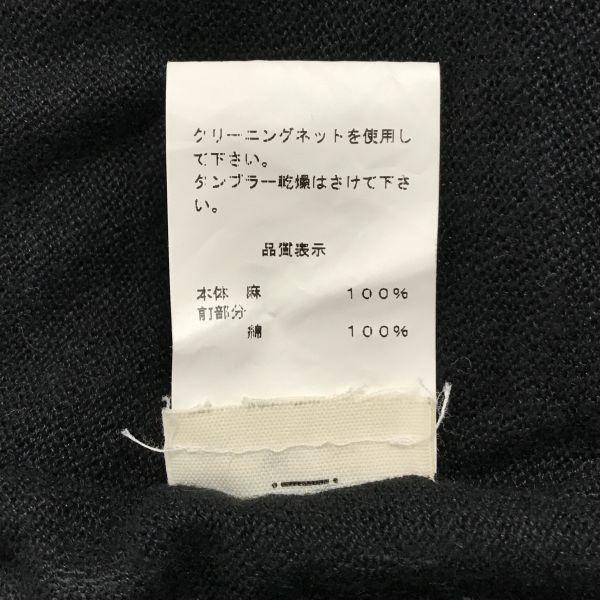 クリーニングネットを使用し
て下さい。
タンブラー乾燥はさけて下さ
い。
品質表示
本体 麻 100%
前部分
綿 100%